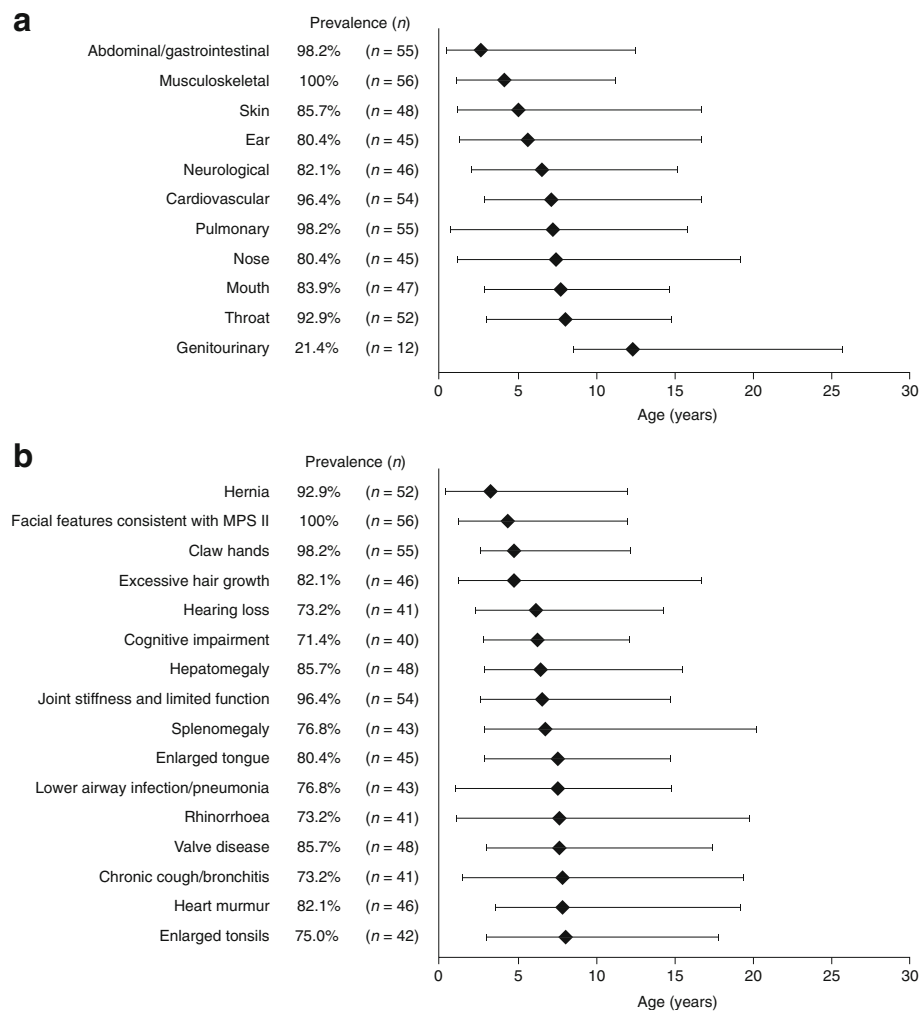 a
Prevalence (n)
Abdominal/gastrointestinal 98.2% (n = 55)
Musculoskeletal 100% (n = 56)
Skin 85.7% (n = 48)
Ear 80.4% (n = 45)
Neurological 82.1% (n = 46)
Cardiovascular 96.4% (n = 54)
Pulmonary 98.2% (n = 55)
Nose 80.4% (n = 45)
Mouth 83.9% (n = 47)
Throat 92.9% (n = 52)
Genitourinary 21.4% (n = 12)
0 5 10 15 20 25 30
Age (years)
b
Prevalence (n)
Hernia 92.9% (n = 52)
Facial features consistent with MPS II 100% (n = 56)
Claw hands 98.2% (n = 55)
Excessive hair growth 82.1% (n = 46)
Hearing loss 73.2% (n = 41)
Cognitive impairment 71.4% (n = 40)
Hepatomegaly 85.7% (n = 48)
Joint stiffness and limited function 96.4% (n = 54)
Splenomegaly 76.8% (n = 43)
Enlarged tongue 80.4% (n = 45)
Lower airway infection/pneumonia 76.8% (n = 43)
Rhinorrhoea 73.2% (n = 41)
Valve disease 85.7% (n = 48)
Chronic cough/bronchitis 73.2% (n = 41)
Heart murmur 82.1% (n = 46)
Enlarged tonsils 75.0% (n = 42)
0 5 10 15 20 25 30
Age (years)